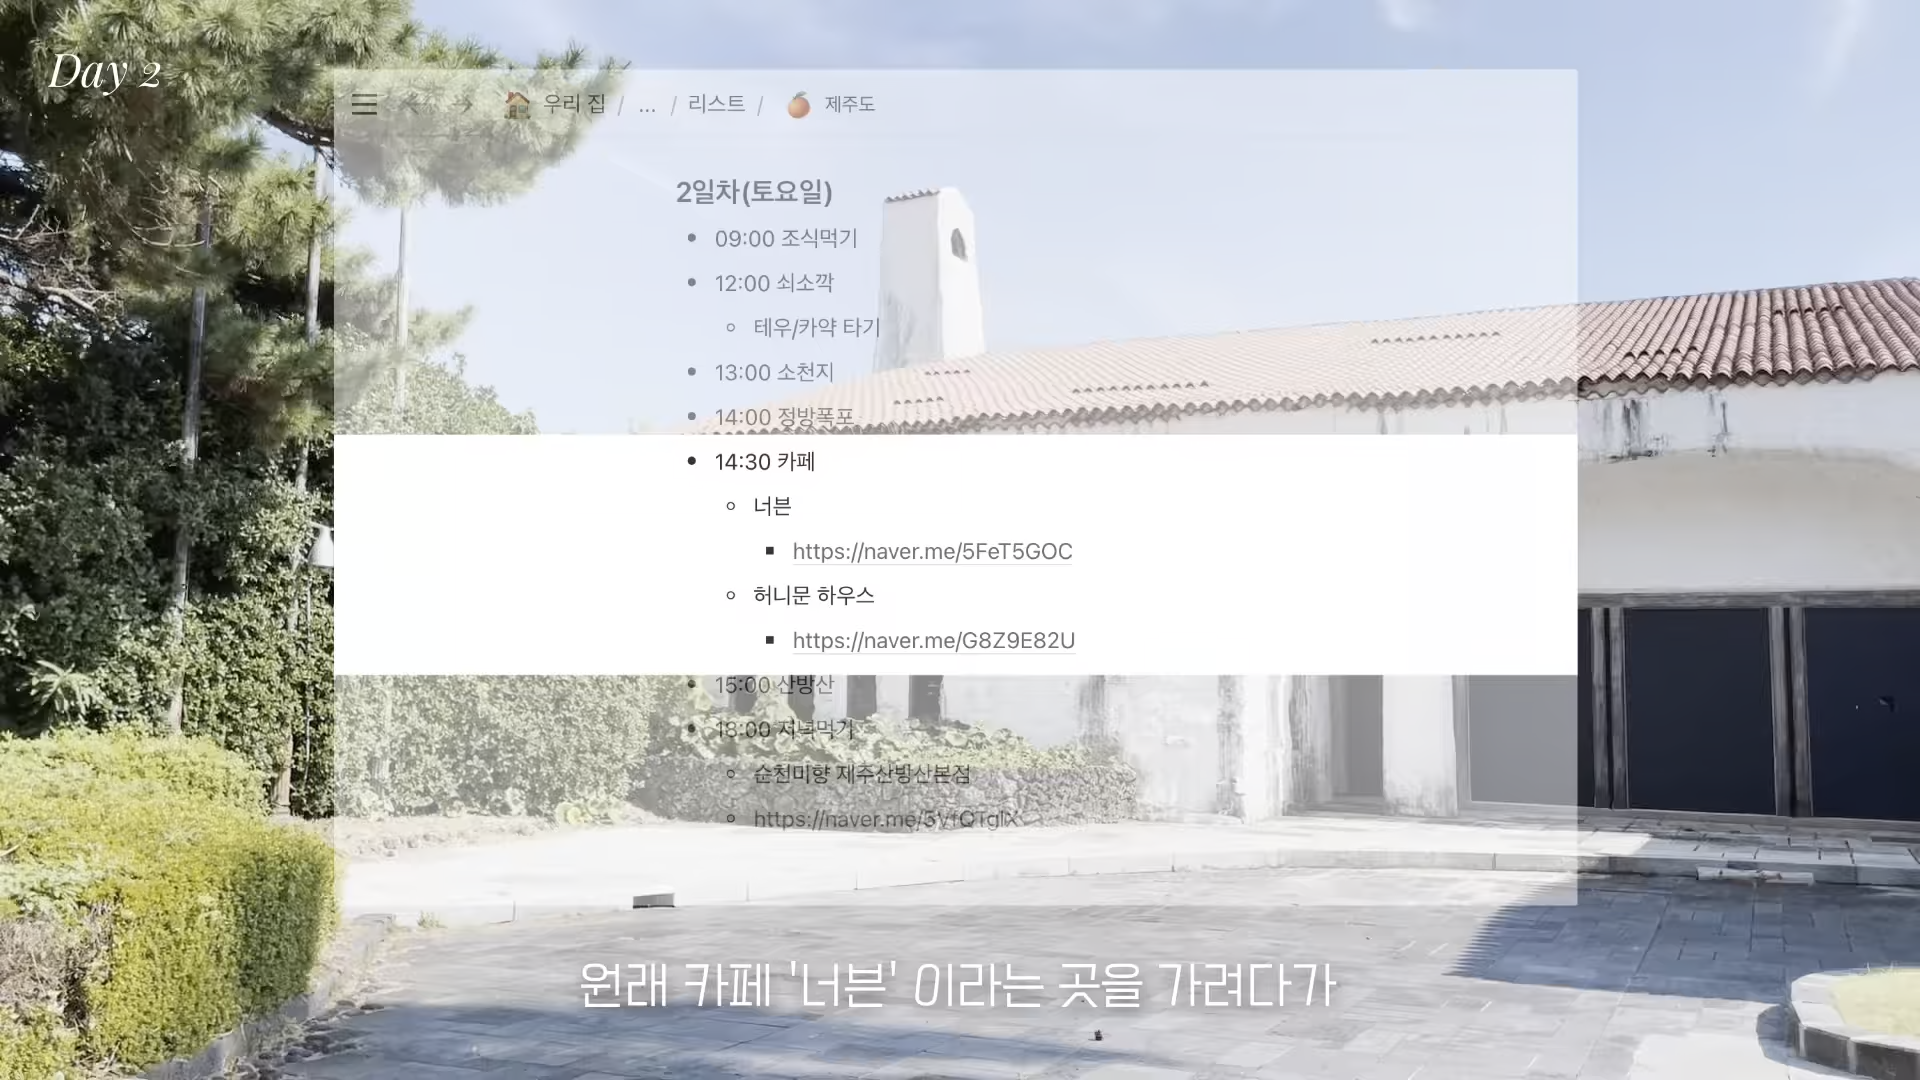 Day 2
우리 집 / ... / 리스트 / 제주도
2일차(토요일)
09:00 조식먹기
12:00 쇠소깍
테우/카약 타기
13:00 소천지
14:00 정방폭포
14:30 카페
너븐
https://naver.me/5FeT5GOC
허니문 하우스
https://naver.me/G8Z9E82U
15:00 산방산
18:00 저녁먹기
순천미향 제주산방산본점
원래 카페 '너븐' 이라는 곳을 가려다가